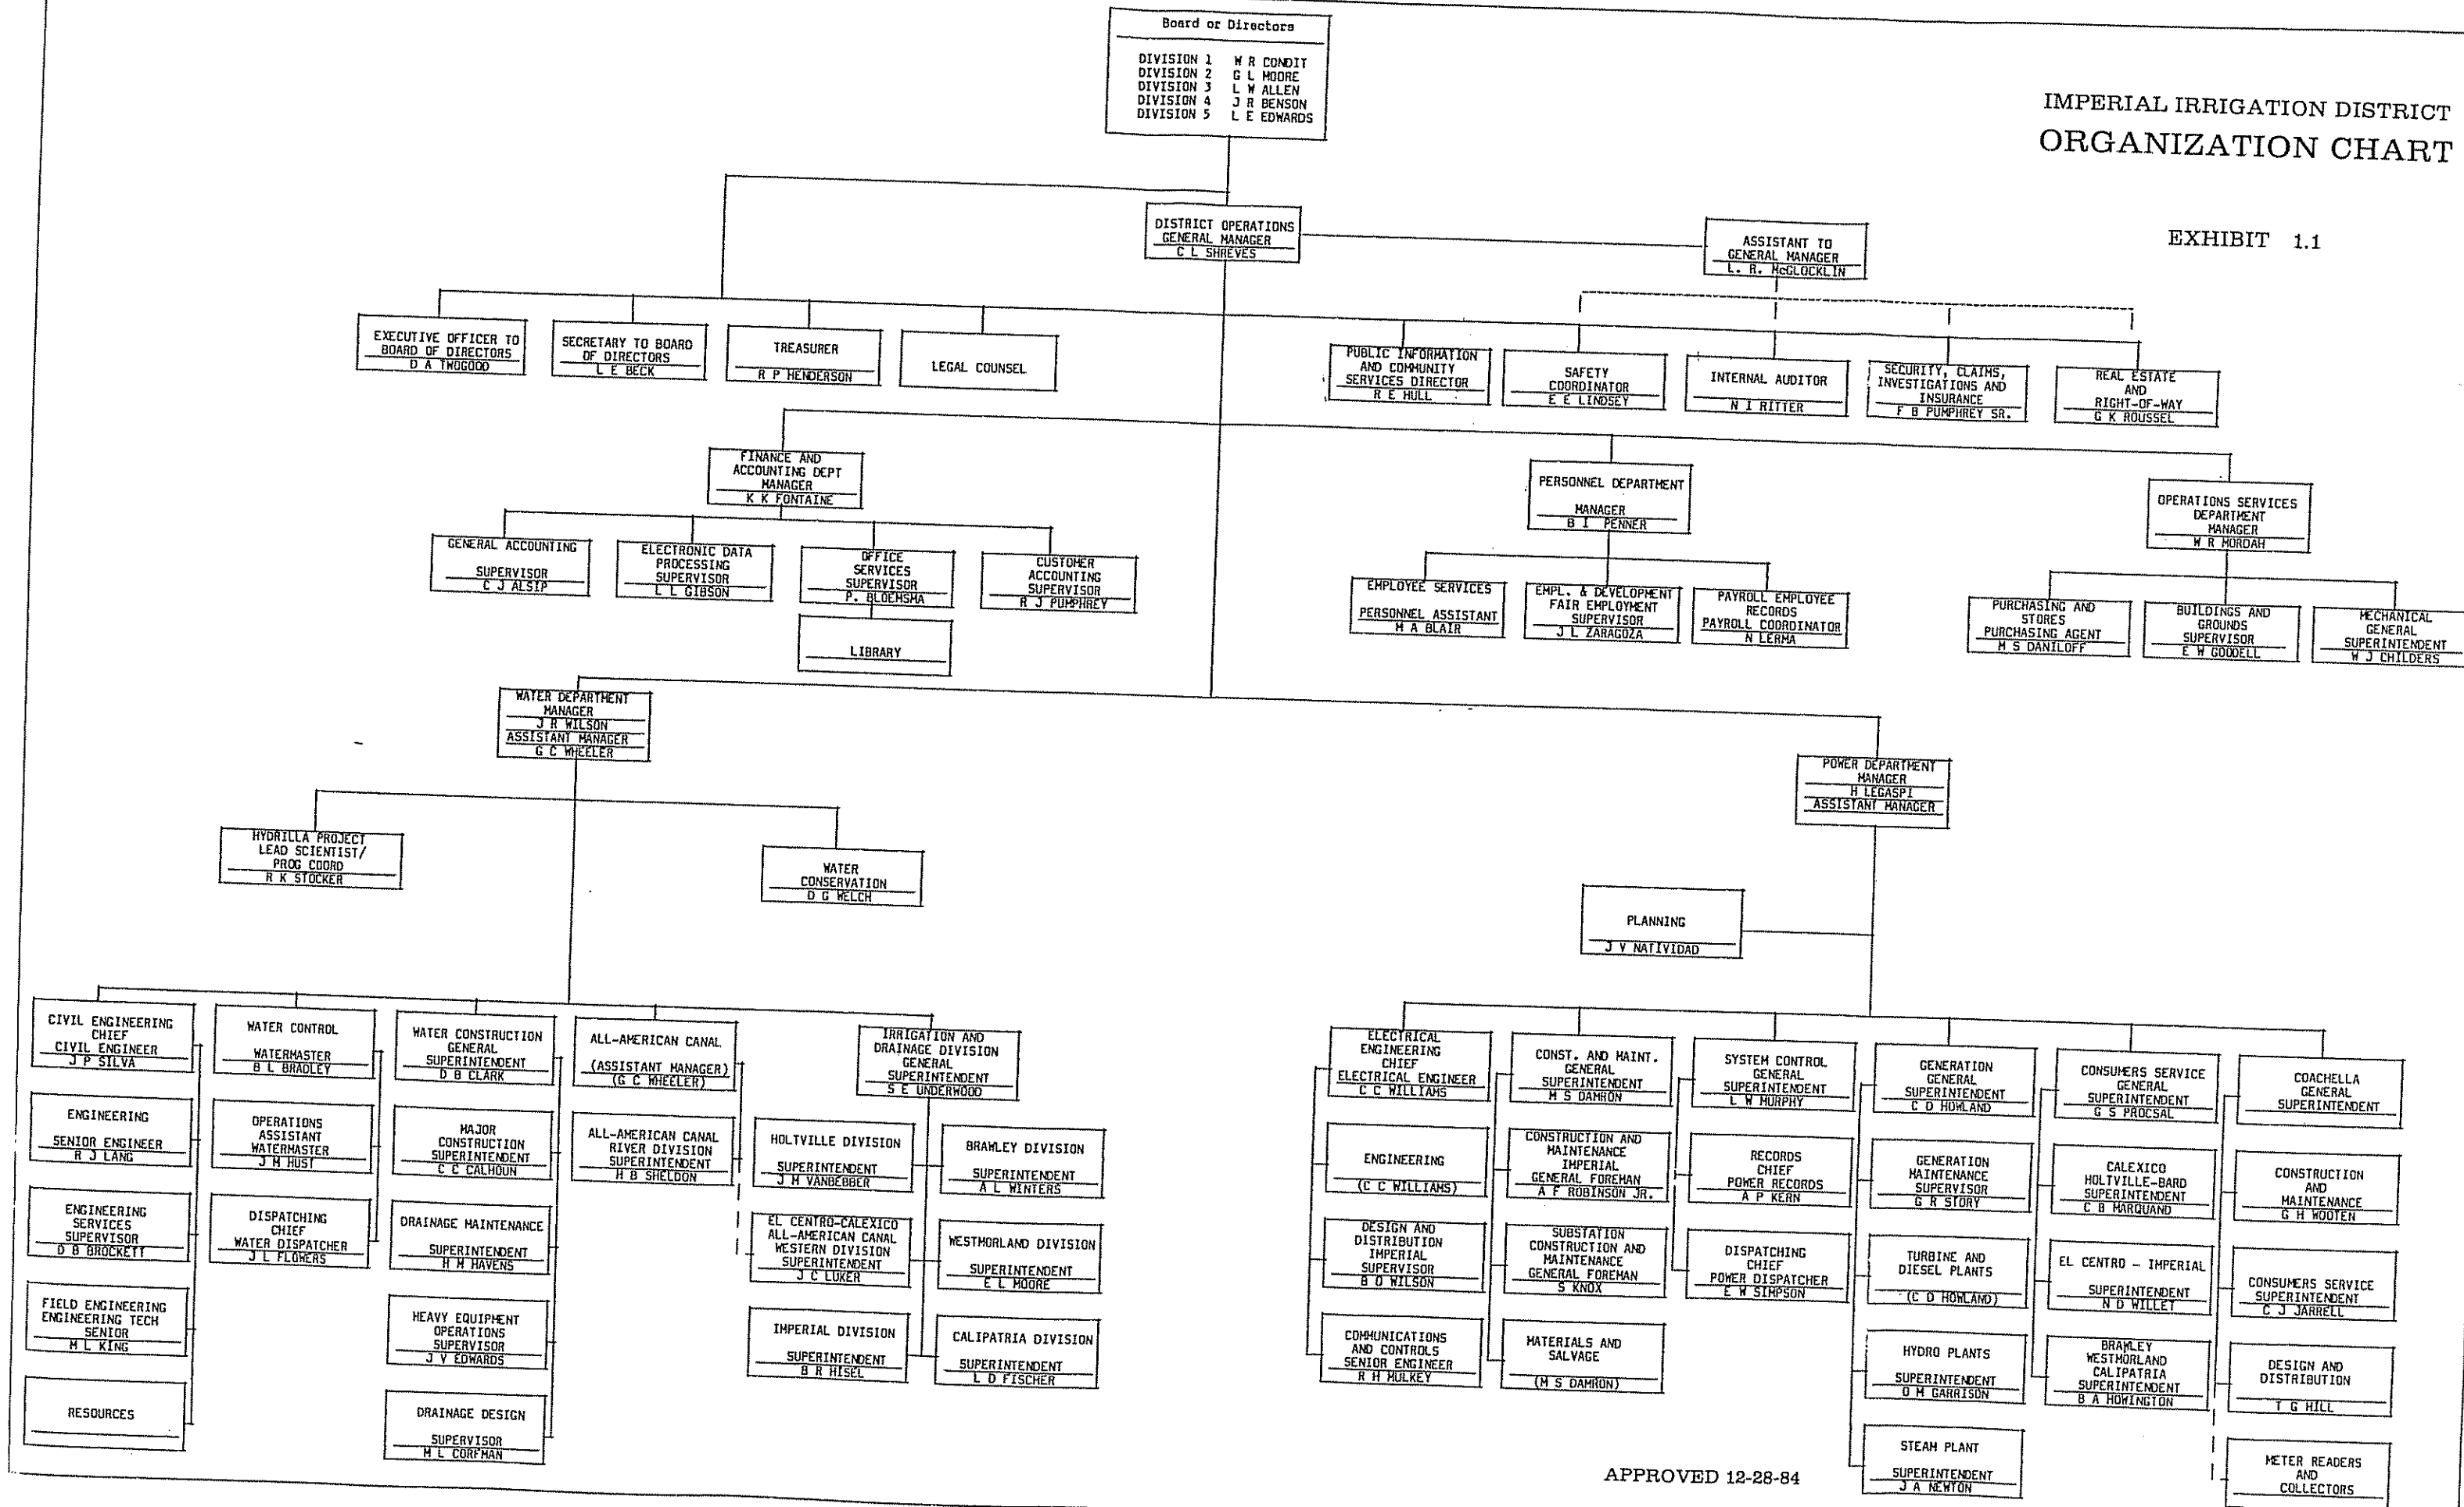 Board or Directors
DIVISION 1 W R CONDIT
DIVISION 2 G L MOORE
DIVISION 3 L W ALLEN
DIVISION 4 J R BENSON
DIVISION 5 L E EDWARDS
IMPERIAL IRRIGATION DISTRICT
ORGANIZATION CHART
EXHIBIT 1.1
DISTRICT OPERATIONS
GENERAL MANAGER
C L SHREVES
ASSISTANT TO
GENERAL MANAGER
L. R. McGLOCKLIN
EXECUTIVE OFFICER TO
BOARD OF DIRECTORS
D A TWOGOOD
SECRETARY TO BOARD
OF DIRECTORS
L E BECK
TREASURER
R P HENDERSON
LEGAL COUNSEL
PUBLIC INFORMATION
AND COMMUNITY
SERVICES DIRECTOR
R E HULL
SAFETY
COORDINATOR
E E LINDSEY
INTERNAL AUDITOR
N I RITTER
SECURITY, CLAIMS,
INVESTIGATIONS AND
INSURANCE
F B PUMPHREY SR.
REAL ESTATE
AND
RIGHT-OF-WAY
G K ROUSSEL
FINANCE AND
ACCOUNTING DEPT
MANAGER
K K FONTAINE
PERSONNEL DEPARTMENT
MANAGER
B I PENNER
OPERATIONS SERVICES
DEPARTMENT
MANAGER
W R MORDAH
GENERAL ACCOUNTING
SUPERVISOR
C J ALSIP
ELECTRONIC DATA
PROCESSING
SUPERVISOR
L L GIBSON
OFFICE
SERVICES
SUPERVISOR
P. BLOEMSMA
CUSTOMER
ACCOUNTING
SUPERVISOR
R J PUMPHREY
LIBRARY
EMPLOYEE SERVICES
PERSONNEL ASSISTANT
M A BLAIR
EMPL. & DEVELOPMENT
FAIR EMPLOYMENT
SUPERVISOR
J L ZARAGOZA
PAYROLL EMPLOYEE
RECORDS
PAYROLL COORDINATOR
N LERMA
PURCHASING AND
STORES
PURCHASING AGENT
M S DANILOFF
BUILDINGS AND
GROUNDS
SUPERVISOR
E W GOODELL
MECHANICAL
GENERAL
SUPERINTENDENT
W J CHILDERS
WATER DEPARTMENT
MANAGER
J R WILSON
ASSISTANT MANAGER
G C WHEELER
POWER DEPARTMENT
MANAGER
H LEGASPI
ASSISTANT MANAGER
HYDRILLA PROJECT
LEAD SCIENTIST/
PROG COORD
R K STOCKER
WATER
CONSERVATION
D G WELCH
PLANNING
J V NATIVIDAD
CIVIL ENGINEERING
CHIEF
CIVIL ENGINEER
J P SILVA
WATER CONTROL
WATERMASTER
B L BRADLEY
WATER CONSTRUCTION
GENERAL
SUPERINTENDENT
D B CLARK
ALL-AMERICAN CANAL
(ASSISTANT MANAGER)
(G C WHEELER)
IRRIGATION AND
DRAINAGE DIVISION
GENERAL
SUPERINTENDENT
S E UNDERWOOD
ENGINEERING
SENIOR ENGINEER
R J LANG
OPERATIONS
ASSISTANT
WATERMASTER
J M HUST
MAJOR
CONSTRUCTION
SUPERINTENDENT
C C CALHOUN
ALL-AMERICAN CANAL
RIVER DIVISION
SUPERINTENDENT
H B SHELDON
HOLTVILLE DIVISION
SUPERINTENDENT
J M VANBEBBER
BRAWLEY DIVISION
SUPERINTENDENT
A L WINTERS
ENGINEERING
SERVICES
SUPERVISOR
D B BROCKETT
DISPATCHING
CHIEF
WATER DISPATCHER
J L FLOWERS
DRAINAGE MAINTENANCE
SUPERINTENDENT
H M HAVENS
EL CENTRO-CALEXICO
ALL-AMERICAN CANAL
WESTERN DIVISION
SUPERINTENDENT
J C LUKER
WESTMORLAND DIVISION
SUPERINTENDENT
E L MOORE
FIELD ENGINEERING
ENGINEERING TECH
SENIOR
M L KING
HEAVY EQUIPMENT
OPERATIONS
SUPERVISOR
J V EDWARDS
IMPERIAL DIVISION
SUPERINTENDENT
B R HISEL
CALIPATRIA DIVISION
SUPERINTENDENT
L D FISCHER
RESOURCES
DRAINAGE DESIGN
SUPERVISOR
M L CORFMAN
ELECTRICAL
ENGINEERING
CHIEF
ELECTRICAL ENGINEER
C C WILLIAMS
CONST. AND MAINT.
GENERAL
SUPERINTENDENT
M S DAMRON
SYSTEM CONTROL
GENERAL
SUPERINTENDENT
L W MURPHY
GENERATION
GENERAL
SUPERINTENDENT
C D HOWLAND
CONSUMERS SERVICE
GENERAL
SUPERINTENDENT
G S PROCSAL
COACHELLA
GENERAL
SUPERINTENDENT
ENGINEERING
(C C WILLIAMS)
CONSTRUCTION AND
MAINTENANCE
IMPERIAL
GENERAL FOREMAN
A F ROBINSON JR.
RECORDS
CHIEF
POWER RECORDS
A P KERN
GENERATION
MAINTENANCE
SUPERVISOR
G R STORY
CALEXICO
HOLTVILLE-BARD
SUPERINTENDENT
C B MARQUAND
CONSTRUCTION
AND
MAINTENANCE
G H WOOTEN
DESIGN AND
DISTRIBUTION
IMPERIAL
SUPERVISOR
B O WILSON
SUBSTATION
CONSTRUCTION AND
MAINTENANCE
GENERAL FOREMAN
S KNOX
DISPATCHING
CHIEF
POWER DISPATCHER
E W SIMPSON
TURBINE AND
DIESEL PLANTS
(C D HOWLAND)
EL CENTRO - IMPERIAL
SUPERINTENDENT
N D WILLET
CONSUMERS SERVICE
SUPERINTENDENT
C J JARRELL
COMMUNICATIONS
AND CONTROLS
SENIOR ENGINEER
R H MULKEY
MATERIALS AND
SALVAGE
(M S DAMRON)
HYDRO PLANTS
SUPERINTENDENT
O M GARRISON
BRAWLEY
WESTMORLAND
CALIPATRIA
SUPERINTENDENT
B A HOWINGTON
DESIGN AND
DISTRIBUTION
T G HILL
STEAM PLANT
SUPERINTENDENT
J A NEWTON
METER READERS
AND
COLLECTORS
APPROVED 12-28-84